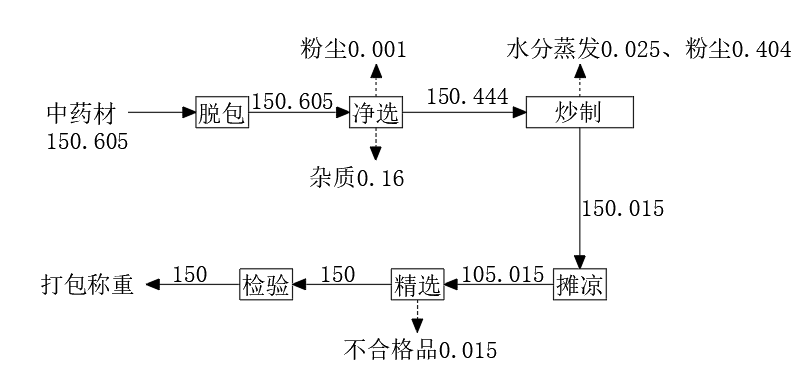 粉尘0.001
水分蒸发0.025、粉尘0.404
中药材
150.605
脱包
150.605
净选
150.444
炒制
杂质0.16
150.015
打包称重
150
检验
150
精选
105.015
摊凉
不合格品0.015